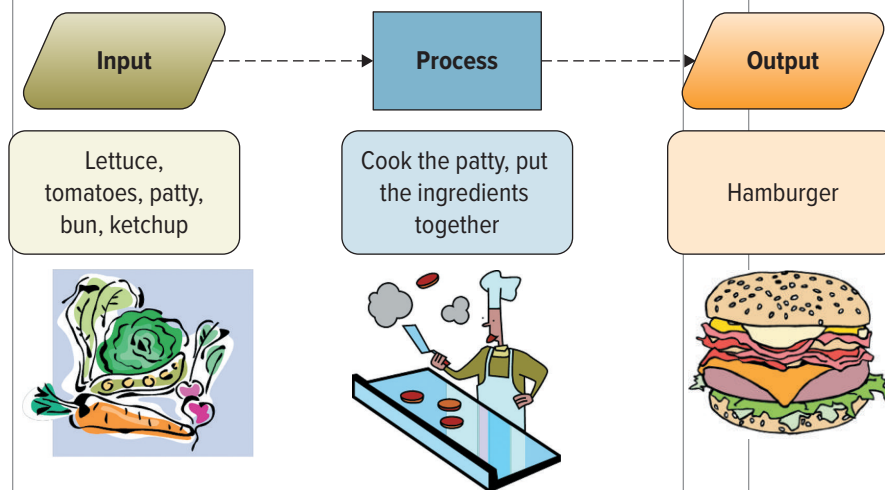 Input
Process
Output
Lettuce,
tomatoes, patty,
bun, ketchup
Cook the patty, put
the ingredients
together
Hamburger